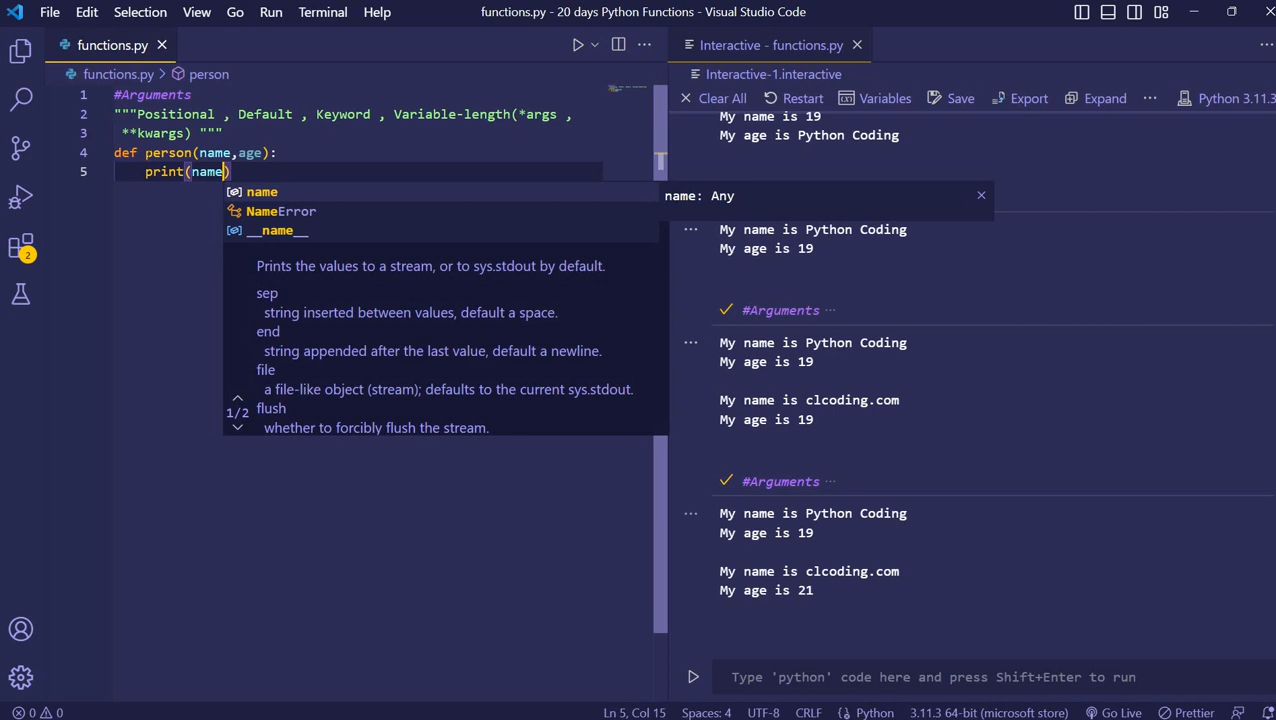 File Edit Selection View Go Run Terminal Help functions.py - 20 days Python Functions - Visual Studio Code
functions.py
Interactive - functions.py
functions.py > person
Interactive-1.interactive
Clear All Restart Variables Save Export Expand ... Python 3.11.3
1 #Arguments
2 """Positional , Default , Keyword , Variable-length(*args ,
3 **kwargs) """
4 def person(name,age):
5 print(name)
name
NameError
__name__
name: Any
Prints the values to a stream, or to sys.stdout by default.
sep
string inserted between values, default a space.
end
string appended after the last value, default a newline.
file
a file-like object (stream); defaults to the current sys.stdout.
1/2
flush
whether to forcibly flush the stream.
My name is 19
My age is Python Coding
... My name is Python Coding
My age is 19
#Arguments ...
... My name is Python Coding
My age is 19
My name is clcoding.com
My age is 19
#Arguments ...
... My name is Python Coding
My age is 19
My name is clcoding.com
My age is 21
Type 'python' code here and press Shift+Enter to run
2
0 0 Ln 5, Col 15 Spaces: 4 UTF-8 CRLF Python 3.11.3 64-bit (microsoft store) Go Live Prettier